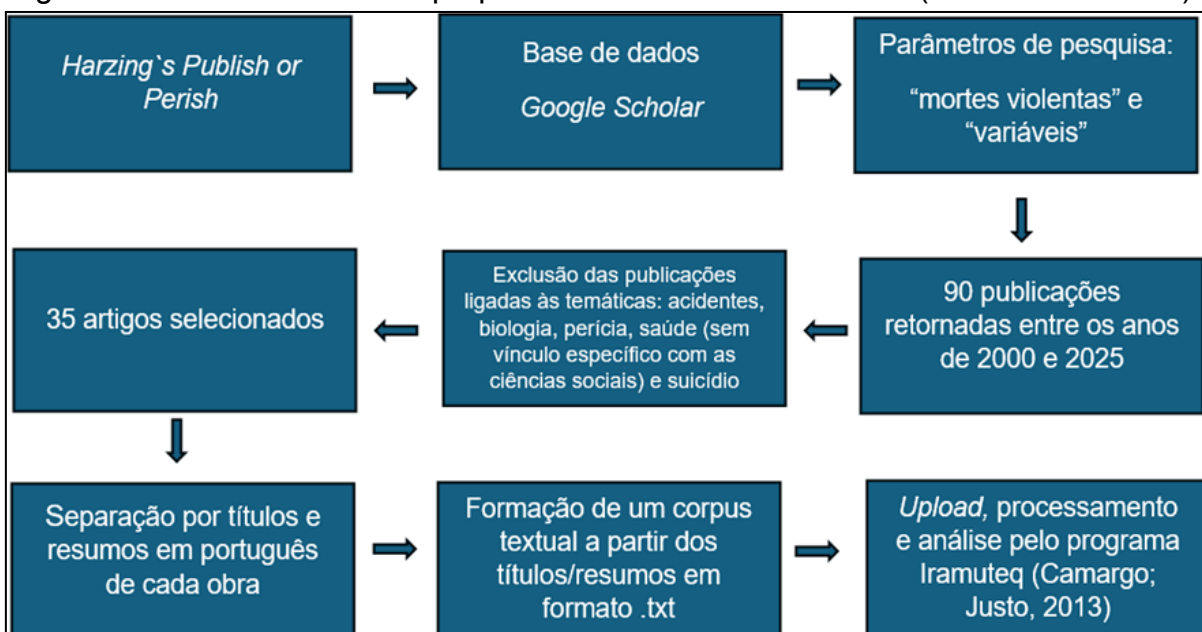 Harzing`s Publish or
Perish
Base de dados
Google Scholar
Parâmetros de pesquisa:
“mortes violentas” e
“variáveis”
90 publicações
retornadas entre os anos
de 2000 e 2025
Exclusão das publicações
ligadas às temáticas: acidentes,
biologia, perícia, saúde (sem
vínculo específico com as
ciências sociais) e suicídio
35 artigos selecionados
Separação por títulos e
resumos em português
de cada obra
Formação de um corpus
textual a partir dos
títulos/resumos em
formato .txt
Upload, processamento
e análise pelo programa
Iramuteq (Camargo;
Justo, 2013)